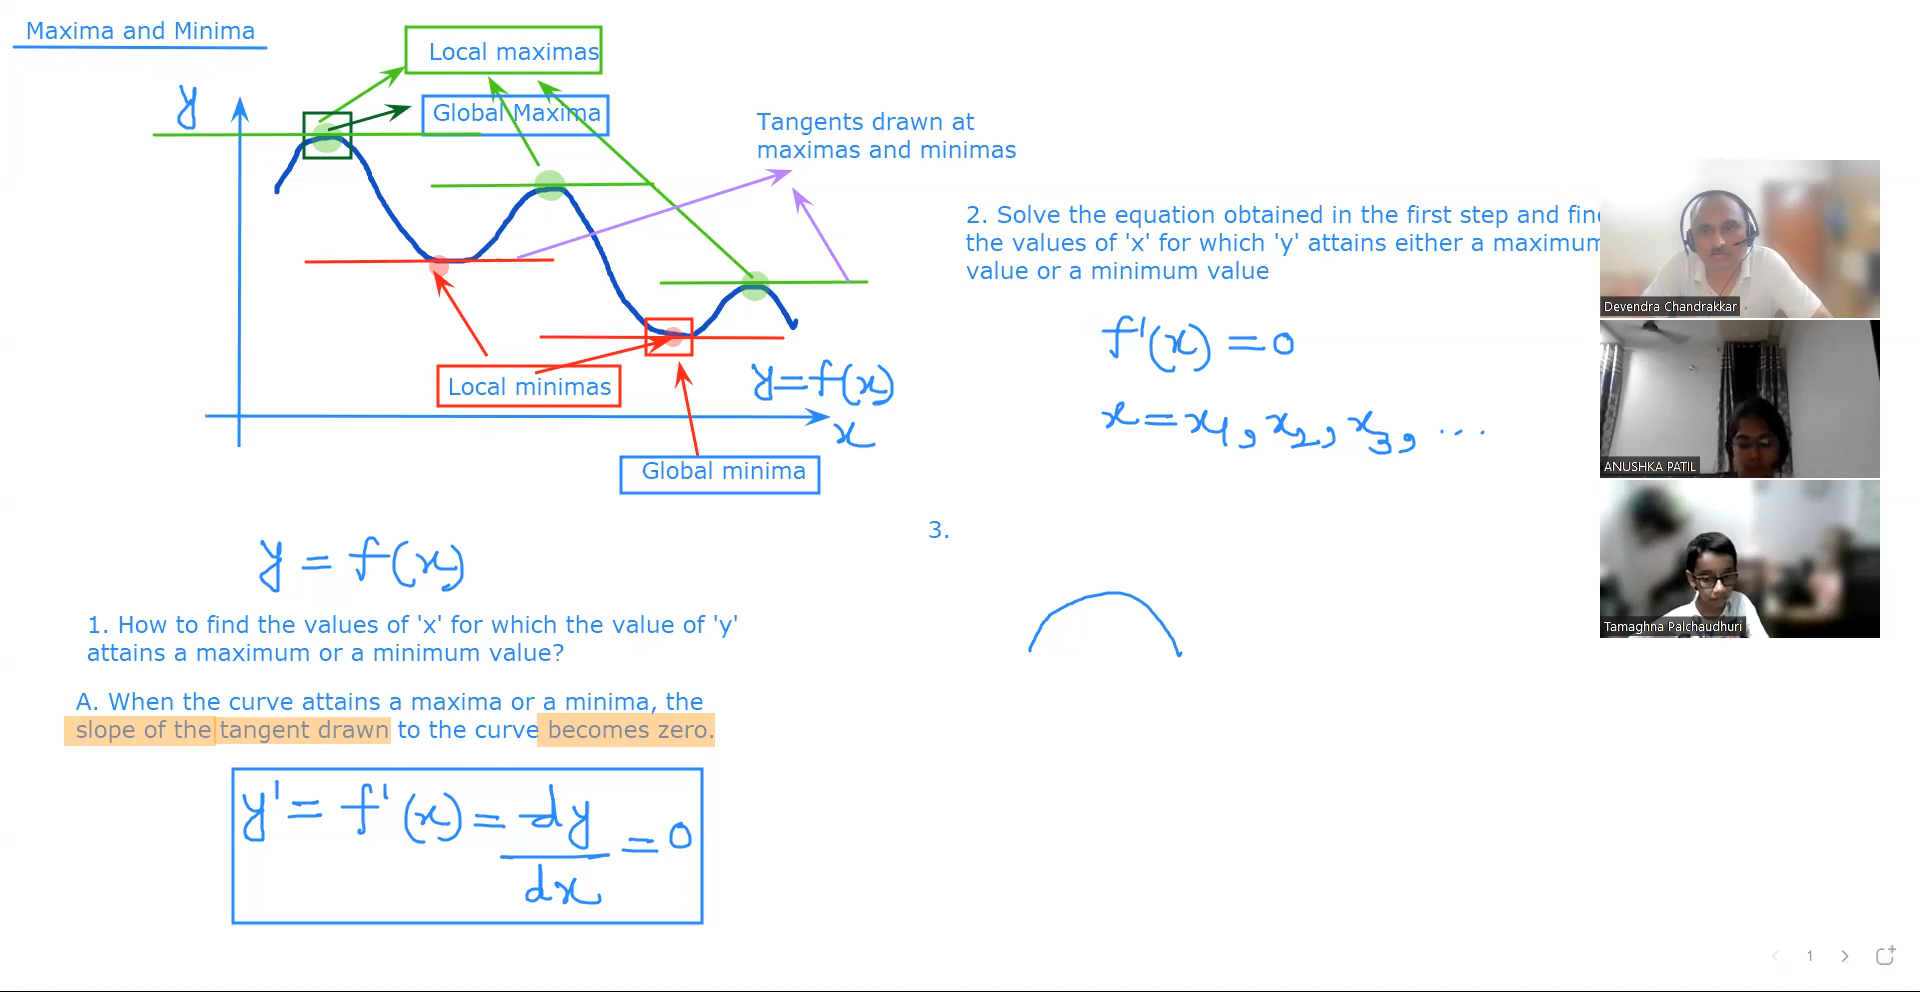 Maxima and Minima
Local maximas
Global Maxima
y
Tangents drawn at
maximas and minimas
Local minimas
y=f(x)
x
Global minima
y = f(x)
1. How to find the values of 'x' for which the value of 'y'
attains a maximum or a minimum value?
A. When the curve attains a maxima or a minima, the
slope of the tangent drawn to the curve becomes zero.
y' = f'(x) = dy/dx = 0
2. Solve the equation obtained in the first step and find
the values of 'x' for which 'y' attains either a maximum
value or a minimum value
f'(x) = 0
x = x1, x2, x3, ...
3.
Devendra Chandrakkar
ANUSHKA PATIL
Tamaghna Palchaudhuri
1